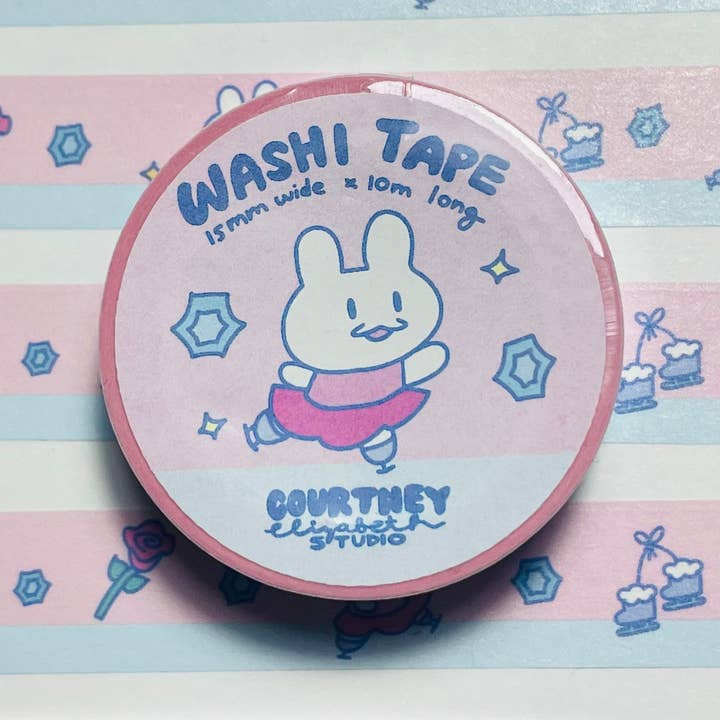 WASHI TAPE
15mm wide x 10m long
COURTNEY
elizabeth
STUDIO